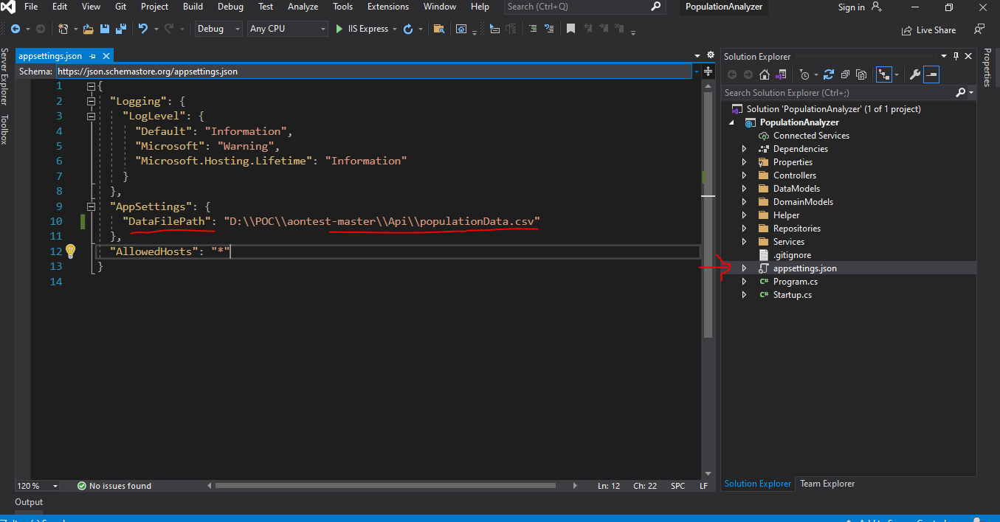 File Edit View Git Project Build Debug Test Analyze Tools Extensions Window Help Search (Ctrl+Q) PopulationAnalyzer Sign in
Debug Any CPU IIS Express Live Share
Server Explorer
Toolbox
appsettings.json
Schema: https://json.schemastore.org/appsettings.json
1 {
2 "Logging": {
3 "LogLevel": {
4 "Default": "Information",
5 "Microsoft": "Warning",
6 "Microsoft.Hosting.Lifetime": "Information"
7 }
8 },
9 "AppSettings": {
10 "DataFilePath": "D:\\POC\\aontest-master\\Api\\populationData.csv"
11 },
12 "AllowedHosts": "*"
13 }
14
120 % No issues found Ln: 12 Ch: 22 SPC LF
Output
Solution Explorer
Search Solution Explorer (Ctrl+;)
Solution 'PopulationAnalyzer' (1 of 1 project)
PopulationAnalyzer
Connected Services
Dependencies
Properties
Controllers
DataModels
DomainModels
Helper
Repositories
Services
.gitignore
appsettings.json
C# Program.cs
C# Startup.cs
Solution Explorer Team Explorer
Properties